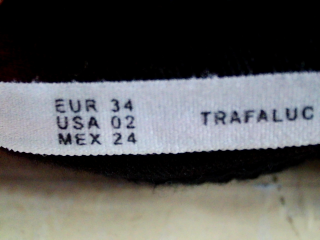 EUR 34
USA 02
MEX 24
TRAFALUC